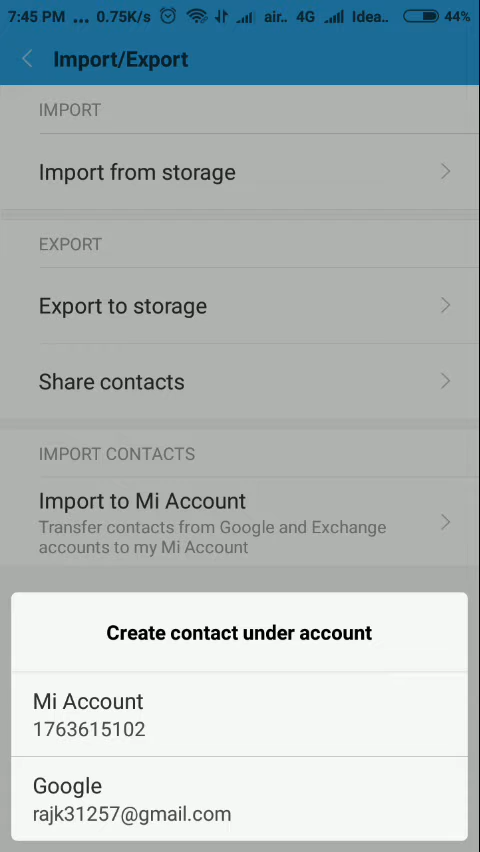 7:45 PM ... 0.75K/s air.. 4G Idea.. 44%
Import/Export
IMPORT
Import from storage
EXPORT
Export to storage
Share contacts
IMPORT CONTACTS
Import to Mi Account
Transfer contacts from Google and Exchange
accounts to my Mi Account
Create contact under account
Mi Account
1763615102
Google
rajk31257@gmail.com